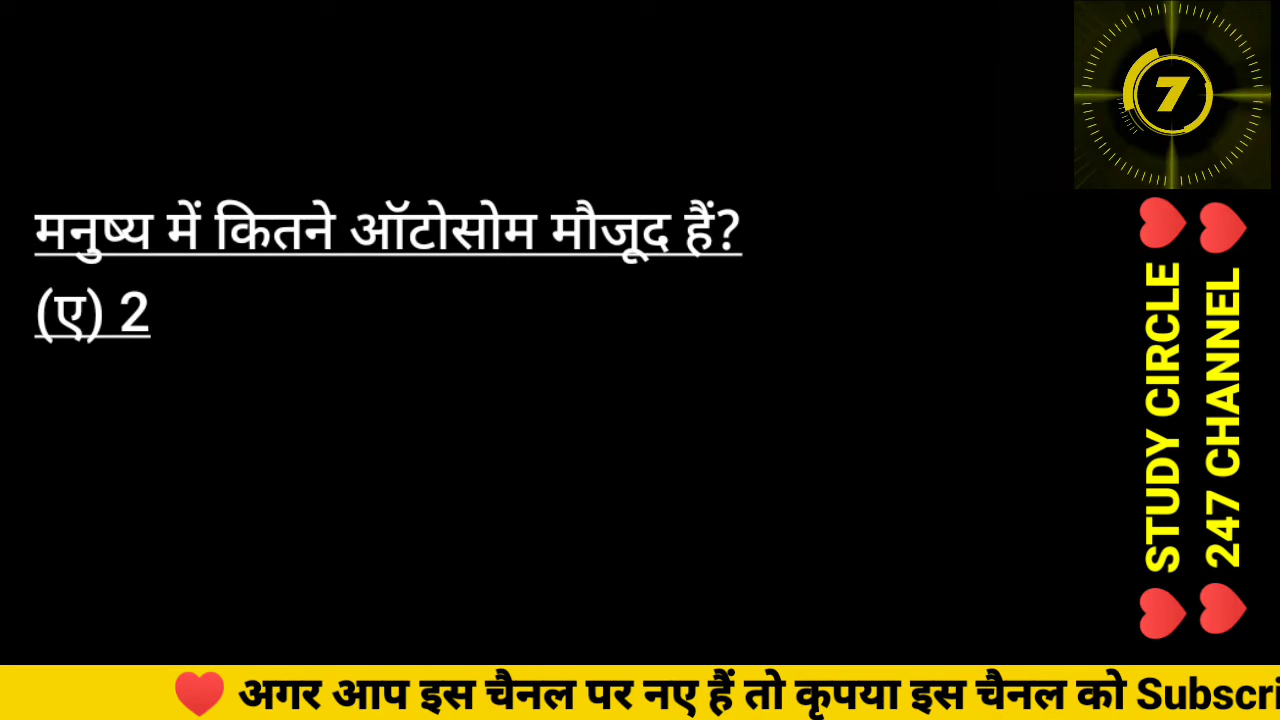 7
मनुष्य में कितने ऑटोसोम मौजूद हैं?
(ए) 2
❤ STUDY CIRCLE ❤
❤ 247 CHANNEL ❤
❤ अगर आप इस चैनल पर नए हैं तो कृपया इस चैनल को Subscri